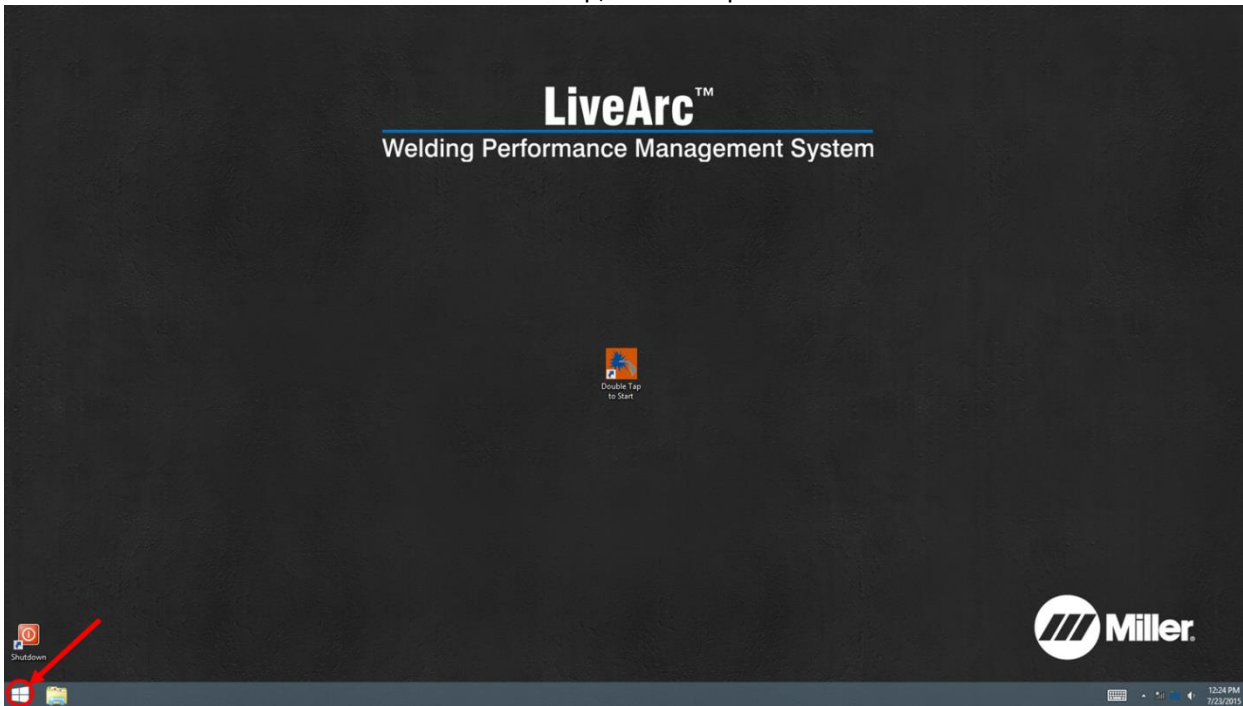 LiveArc™
Welding Performance Management System
Double Tap
to Start
Miller®
Shutdown
12:24 PM
7/23/2015